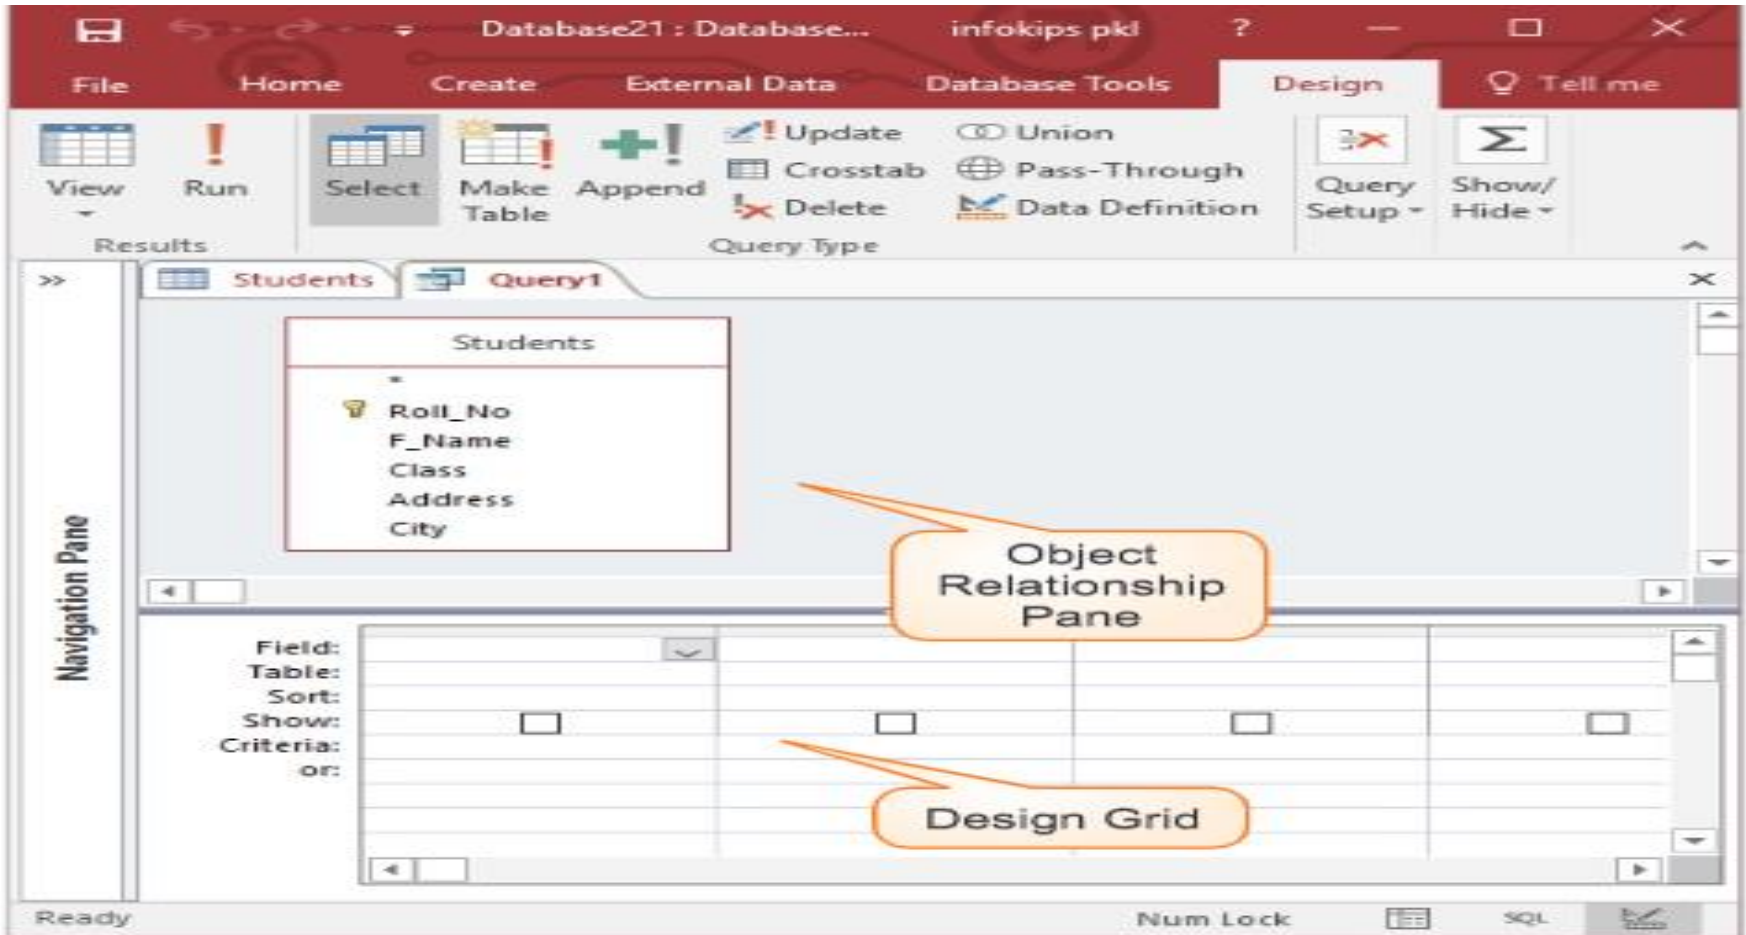 Database21 : Database... infokips pkl ?
File Home Create External Data Database Tools Design Tell me
View Run Select Make Table Append Update Union Query Setup Show/ Hide
Crosstab Pass-Through
Delete Data Definition
Results Query Type
» Students Query1
Students
*
Roll_No
F_Name
Class
Address
City
Object
Relationship
Pane
Navigation Pane
Field:
Table:
Sort:
Show:
Criteria:
or:
Design Grid
Ready Num Lock SQL